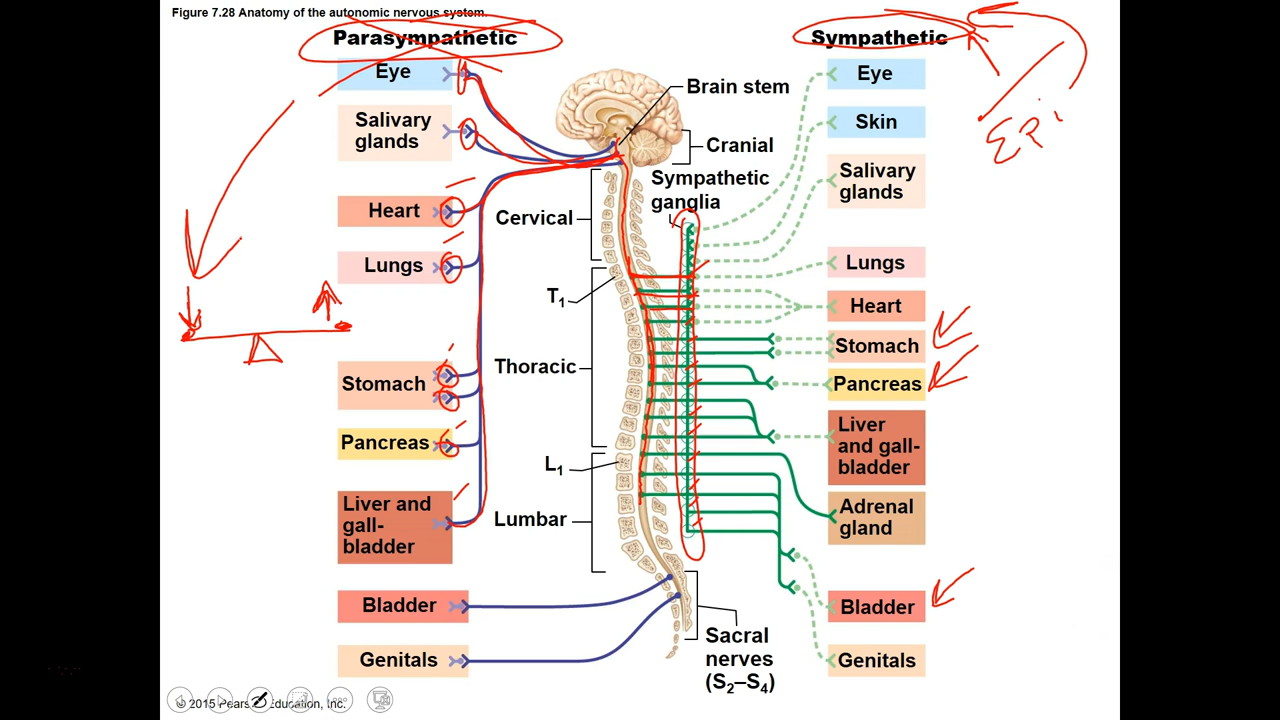 Figure 7.28 Anatomy of the autonomic nervous system.
Parasympathetic
Eye
Salivary
glands
Heart
Lungs
Stomach
Pancreas
Liver and
gall-
bladder
Bladder
Genitals
Brain stem
Cranial
Sympathetic
ganglia
Cervical
T1
Thoracic
L1
Lumbar
Sacral
nerves
(S2–S4)
Sympathetic
Eye
Skin
Salivary
glands
Lungs
Heart
Stomach
Pancreas
Liver
and gall-
bladder
Adrenal
gland
Bladder
Genitals
EPi
© 2015 Pears Education, Inc.